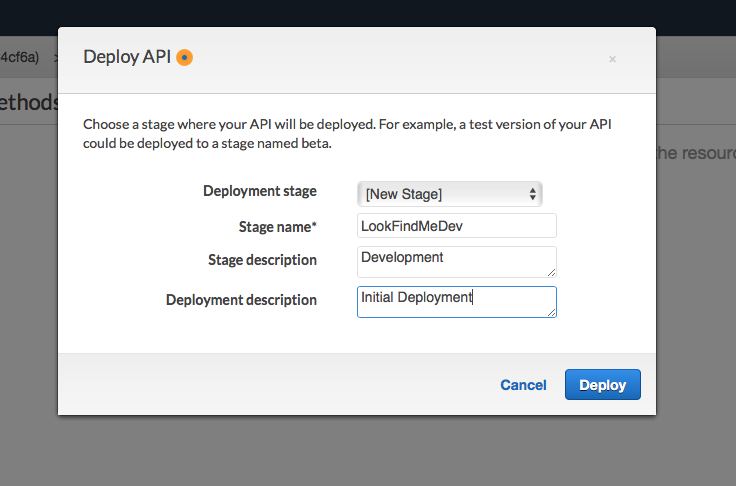 Deploy API
4cf6a)
ethods
Choose a stage where your API will be deployed. For example, a test version of your API
could be deployed to a stage named beta.
the resour
Deployment stage [New Stage]
Stage name* LookFindMeDev
Stage description Development
Deployment description Initial Deployment
Cancel Deploy